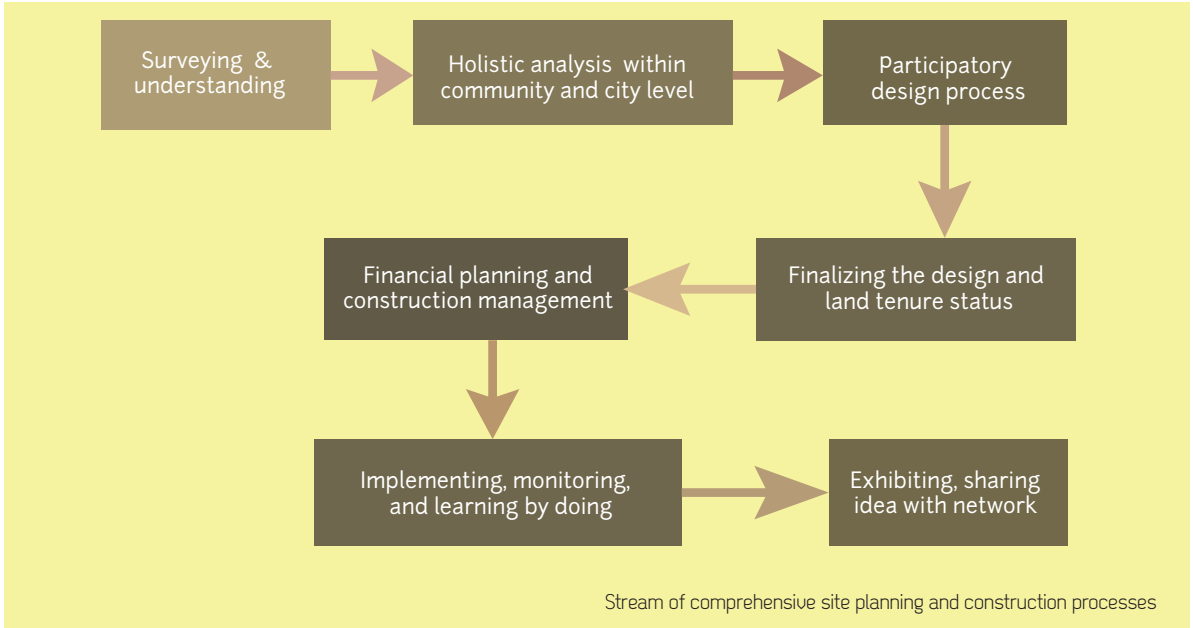 Surveying &
understanding
Holistic analysis within
community and city level
Participatory
design process
Finalizing the design and
land tenure status
Financial planning and
construction management
Implementing, monitoring,
and learning by doing
Exhibiting, sharing
idea with network
Stream of comprehensive site planning and construction processes